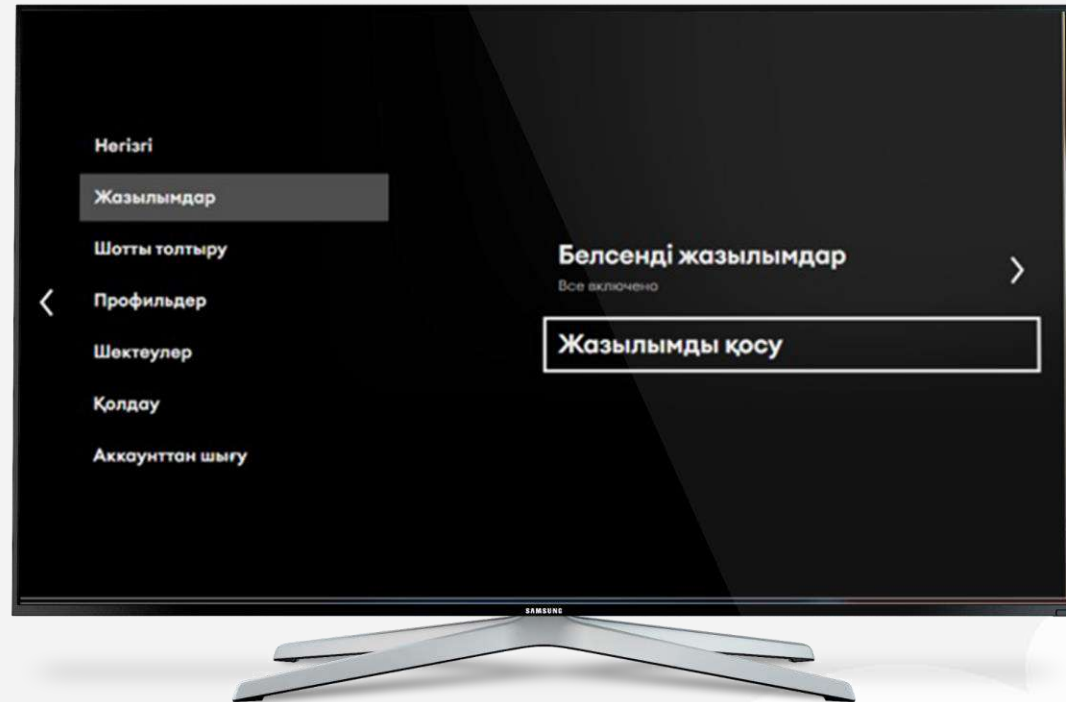 Негізгі
Жазылымдар
Шотты толтыру
Профильдер
Шектеулер
Қолдау
Аккаунттан шығу
Белсенді жазылымдар
Все включено
Жазылымды қосу
SAMSUNG